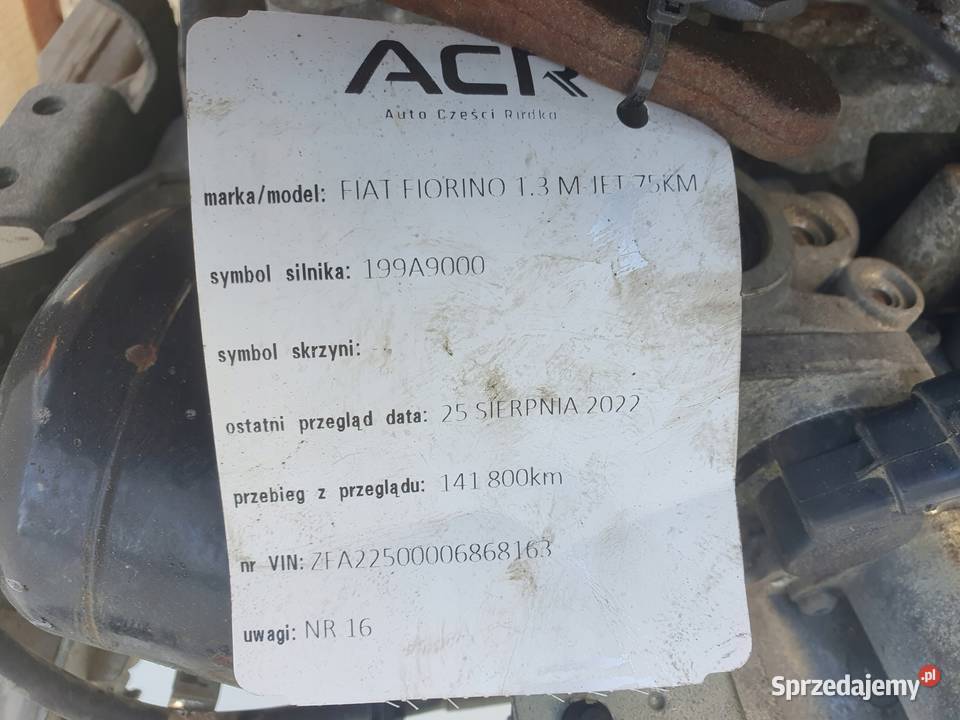 ACR
Auto Części Rudka
marka/model: FIAT FIORINO 1.3 M-JET 75KM
symbol silnika: 199A9000
symbol skrzyni: --
ostatni przegląd data: 25 SIERPNIA 2022
przebieg z przeglądu: 141 800km
nr VIN: ZFA22500006868163
uwagi: NR 16
Sprzedajemy.pl